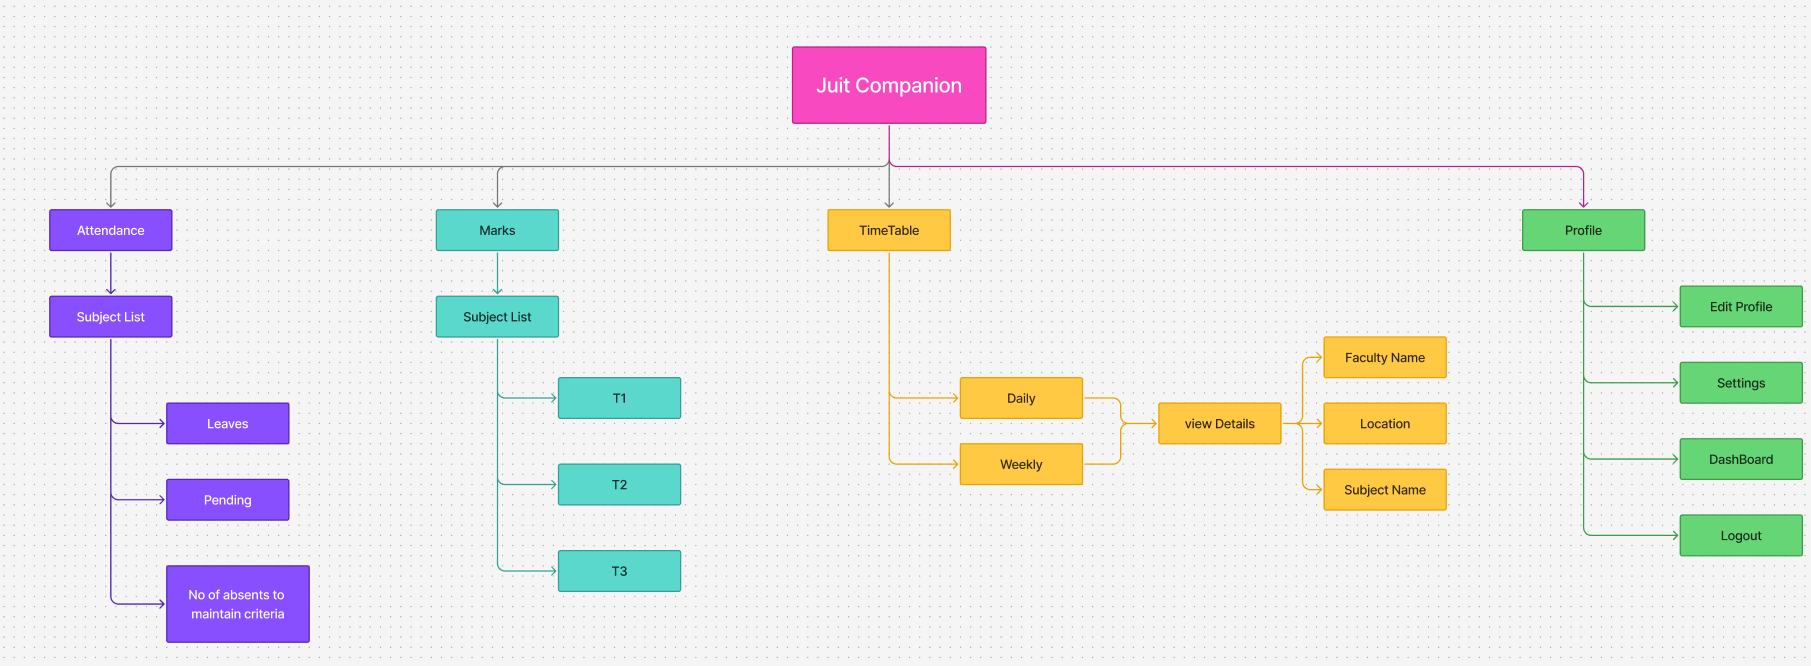 Juit Companion
Attendance
Marks
TimeTable
Profile
Subject List
Subject List
Edit Profile
Faculty Name
Settings
T1
Daily
Leaves
view Details
Location
DashBoard
Weekly
T2
Subject Name
Pending
Logout
T3
No of absents to
maintain criteria